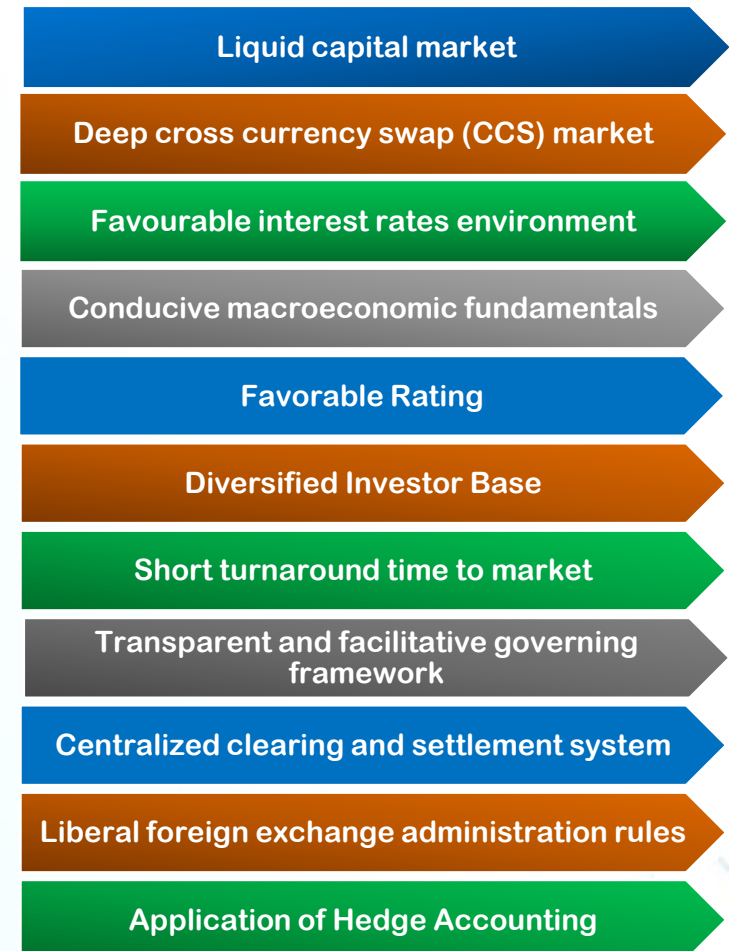 Liquid capital market
Deep cross currency swap (CCS) market
Favourable interest rates environment
Conducive macroeconomic fundamentals
Favorable Rating
Diversified Investor Base
Short turnaround time to market
Transparent and facilitative governing
framework
Centralized clearing and settlement system
Liberal foreign exchange administration rules
Application of Hedge Accounting